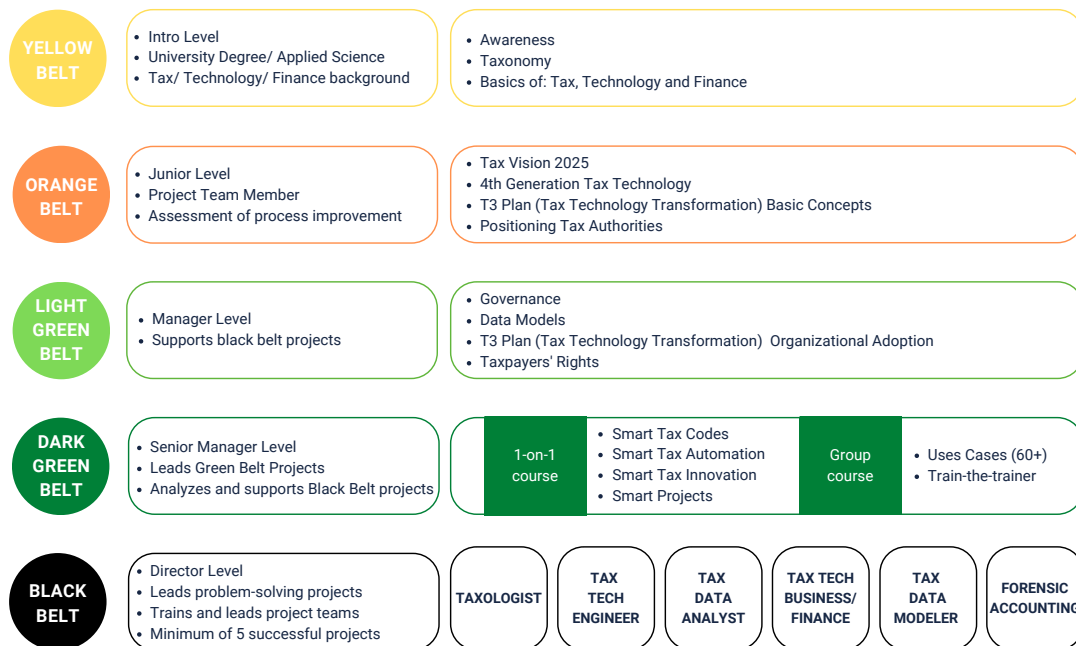 YELLOW
BELT
• Intro Level
• University Degree/ Applied Science
• Tax/ Technology/ Finance background
• Awareness
• Taxonomy
• Basics of: Tax, Technology and Finance
ORANGE
BELT
• Junior Level
• Project Team Member
• Assessment of process improvement
• Tax Vision 2025
• 4th Generation Tax Technology
• T3 Plan (Tax Technology Transformation) Basic Concepts
• Positioning Tax Authorities
LIGHT
GREEN
BELT
• Manager Level
• Supports black belt projects
• Governance
• Data Models
• T3 Plan (Tax Technology Transformation) Organizational Adoption
• Taxpayers' Rights
DARK
GREEN
BELT
• Senior Manager Level
• Leads Green Belt Projects
• Analyzes and supports Black Belt projects
1-on-1
course
• Smart Tax Codes
• Smart Tax Automation
• Smart Tax Innovation
• Smart Projects
Group
course
• Uses Cases (60+)
• Train-the-trainer
BLACK
BELT
• Director Level
• Leads problem-solving projects
• Trains and leads project teams
• Minimum of 5 successful projects
TAXOLOGIST
TAX
TECH
ENGINEER
TAX
DATA
ANALYST
TAX TECH
BUSINESS/
FINANCE
TAX
DATA
MODELER
FORENSIC
ACCOUNTING